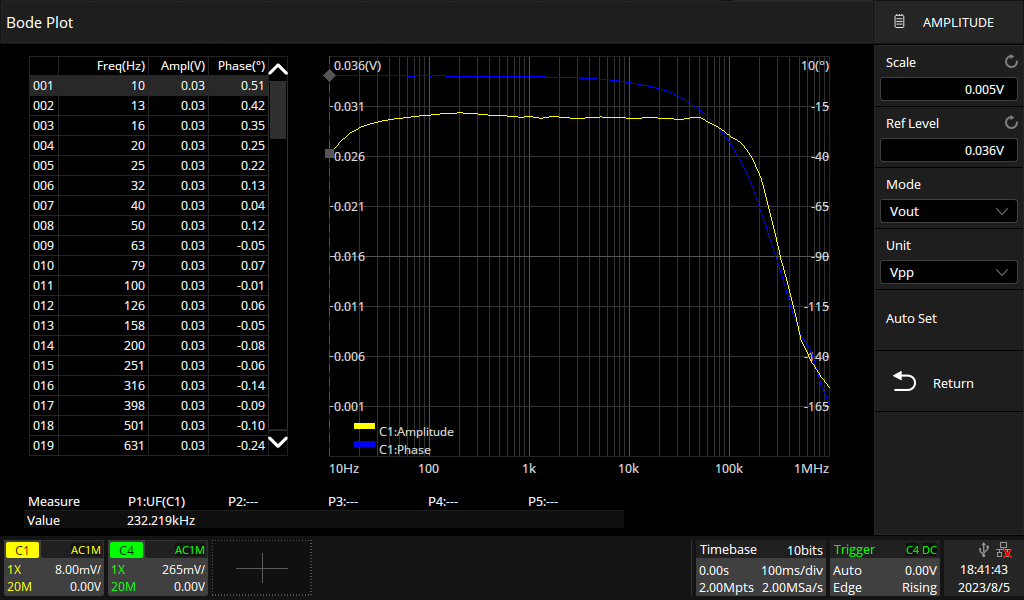 Bode Plot
AMPLITUDE
Freq(Hz) Ampl(V) Phase(°)
001 10 0.03 0.51
002 13 0.03 0.42
003 16 0.03 0.35
004 20 0.03 0.25
005 25 0.03 0.22
006 32 0.03 0.13
007 40 0.03 0.04
008 50 0.03 0.12
009 63 0.03 -0.05
010 79 0.03 0.07
011 100 0.03 -0.01
012 126 0.03 0.06
013 158 0.03 -0.05
014 200 0.03 -0.08
015 251 0.03 -0.06
016 316 0.03 -0.14
017 398 0.03 -0.09
018 501 0.03 -0.10
019 631 0.03 -0.24
0.036(V) 10(°)
-0.031 -15
-0.026 -40
-0.021 -65
-0.016 -90
-0.011 -115
-0.006 -140
-0.001 -165
C1:Amplitude
C1:Phase
10Hz 100 1k 10k 100k 1MHz
Scale
0.005V
Ref Level
0.036V
Mode
Vout
Unit
Vpp
Auto Set
Return
Measure P1:UF(C1) P2:--- P3:--- P4:--- P5:---
Value 232.219kHz
C1 AC1M
1X 8.00mV/
20M 0.00V
C4 AC1M
1X 265mV/
20M 0.00V
Timebase 10bits
0.00s 100ms/div
2.00Mpts 2.00MSa/s
Trigger C4 DC
Auto 0.00V
Edge Rising
18:41:43
2023/8/5